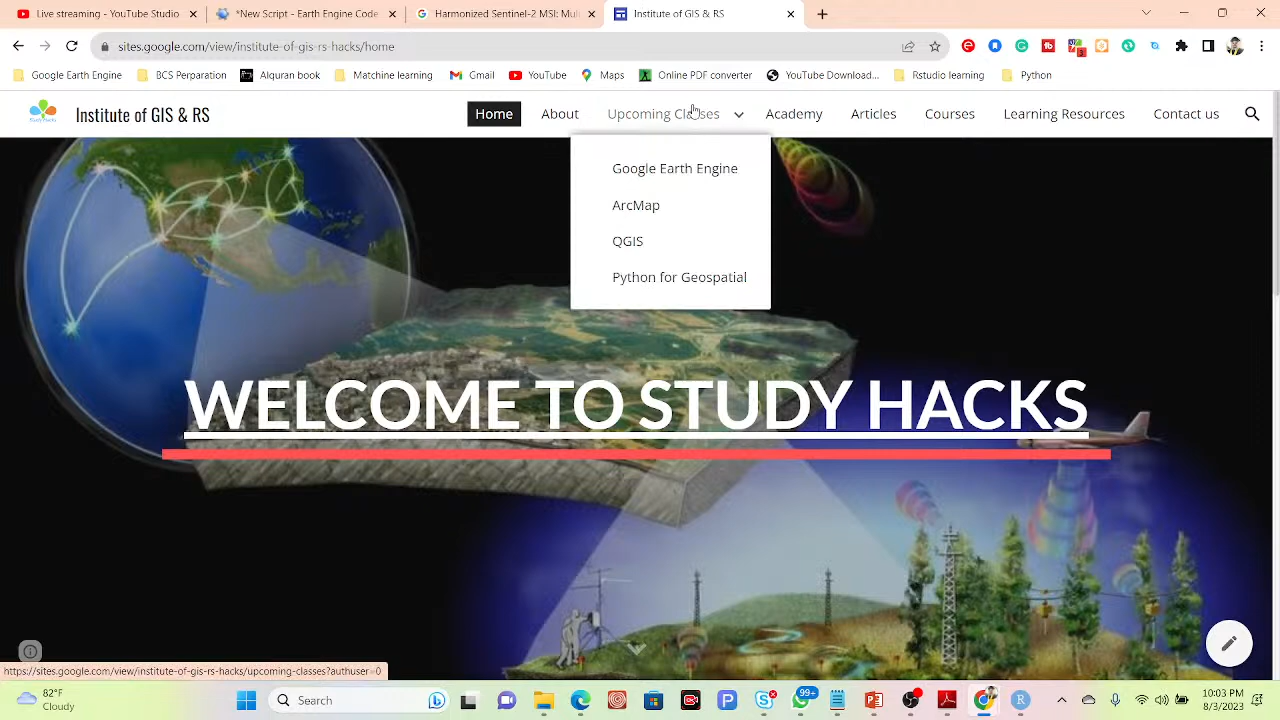 Live streaming - YouTube Studio
*New Script - Earth Engine Code
Harmonized Sentinel-2 MSI: Mul
Institute of GIS & RS
sites.google.com/view/institute-of-gis-rs-hacks/home
Google Earth Engine
BCS Perparation
Alquran book
Matchine learning
Gmail
YouTube
Maps
Online PDF converter
YouTube Download...
Rstudio learning
Python
Institute of GIS & RS
Home
About
Upcoming Classes
Academy
Articles
Courses
Learning Resources
Contact us
Google Earth Engine
ArcMap
QGIS
Python for Geospatial
WELCOME TO STUDY HACKS
https://sites.google.com/view/institute-of-gis-rs-hacks/upcoming-classes?authuser=0
82°F
Cloudy
Search
99+
10:03 PM
8/3/2023